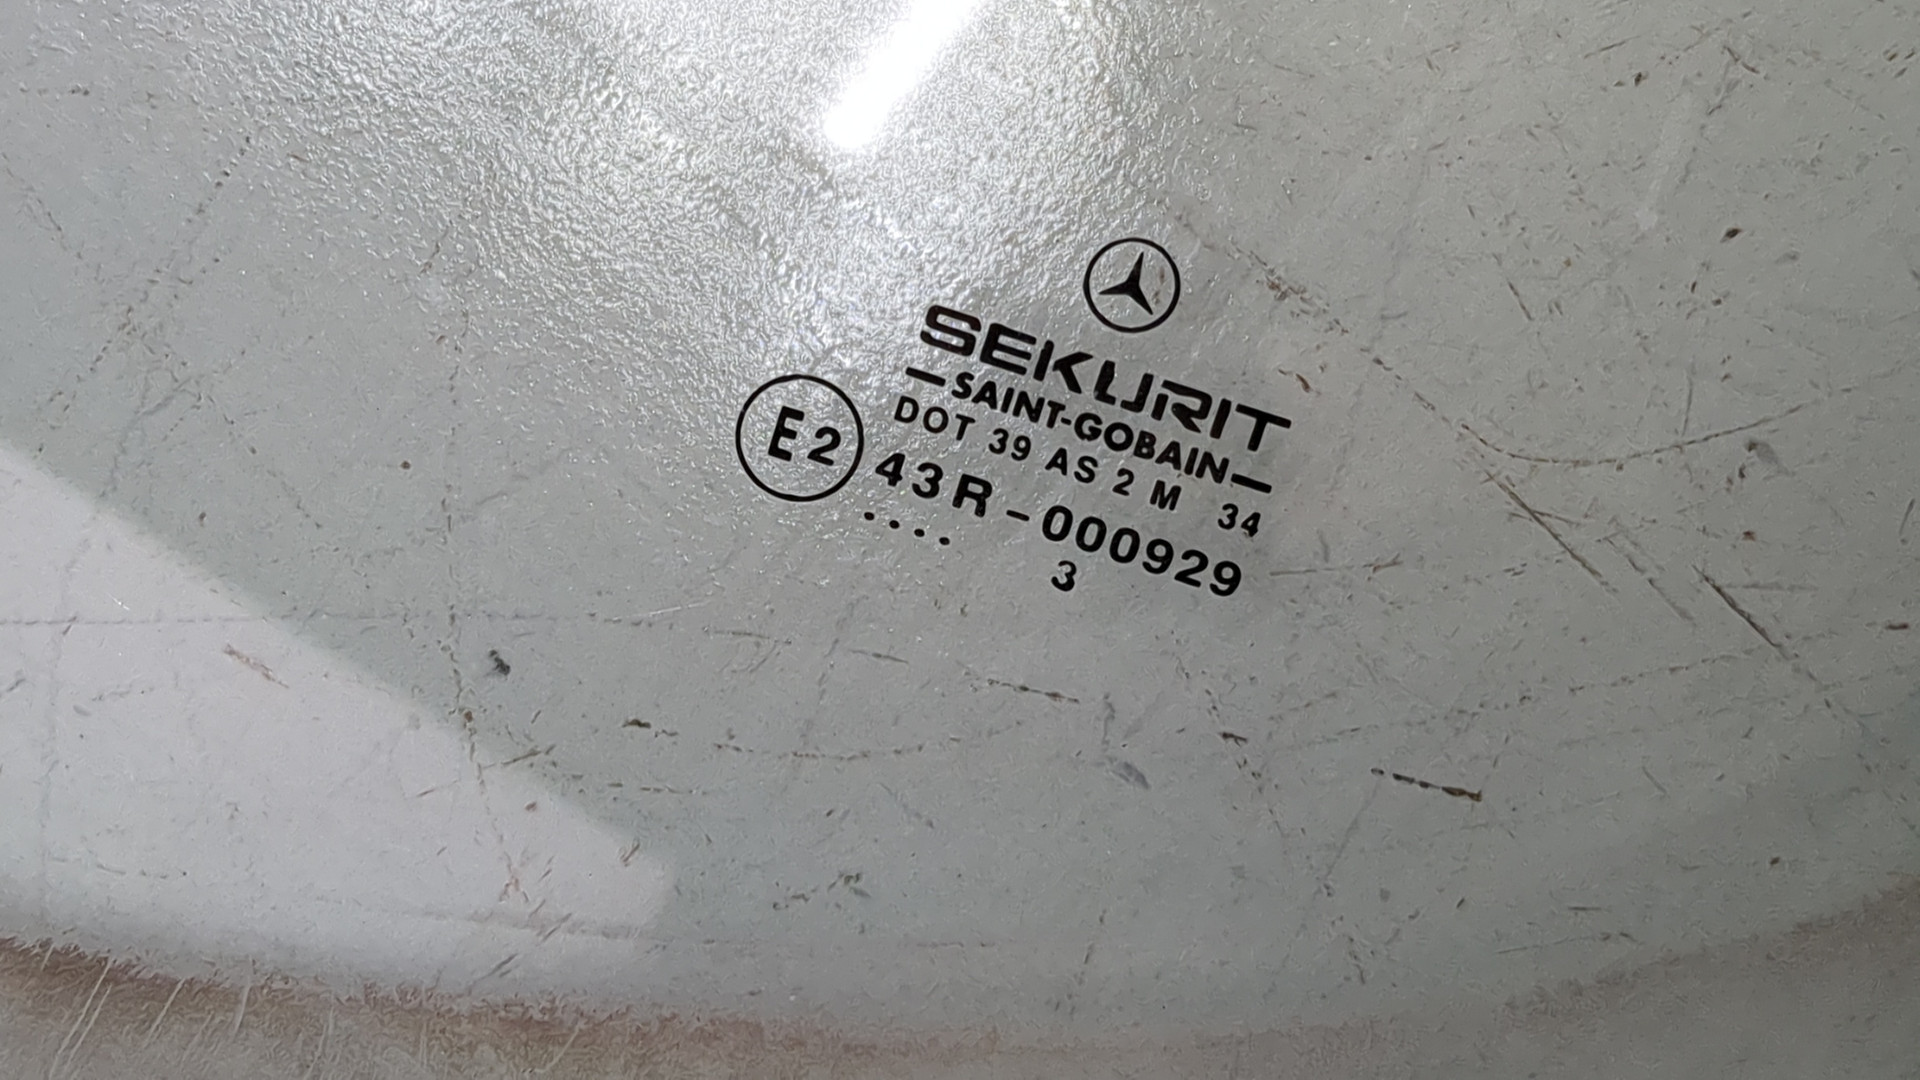 SEKURIT
—SAINT-GOBAIN—
DOT 39 AS 2 M 34
E2 43R-000929
.... 3